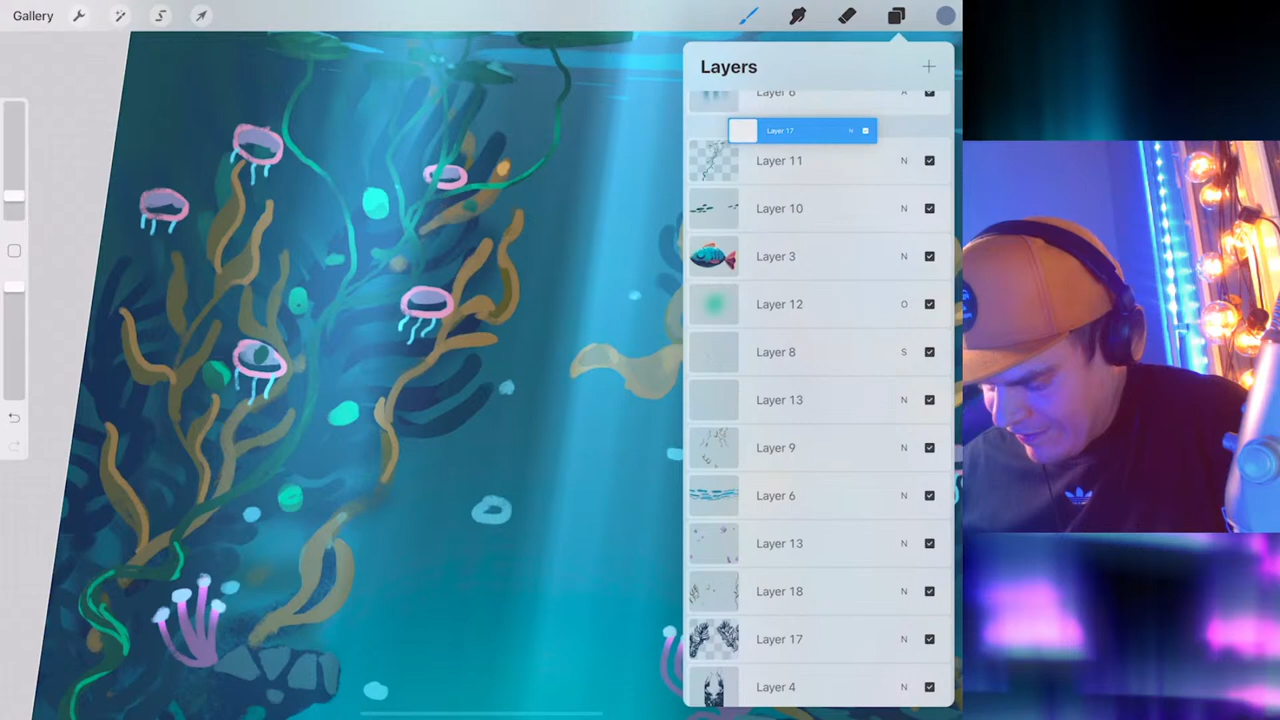 Gallery
Layers
Layer 6 A
Layer 17 N
Layer 11 N
Layer 10 N
Layer 3 N
Layer 12 O
Layer 8 S
Layer 13 N
Layer 9 N
Layer 6 N
Layer 13 N
Layer 18 N
Layer 17 N
Layer 4 N